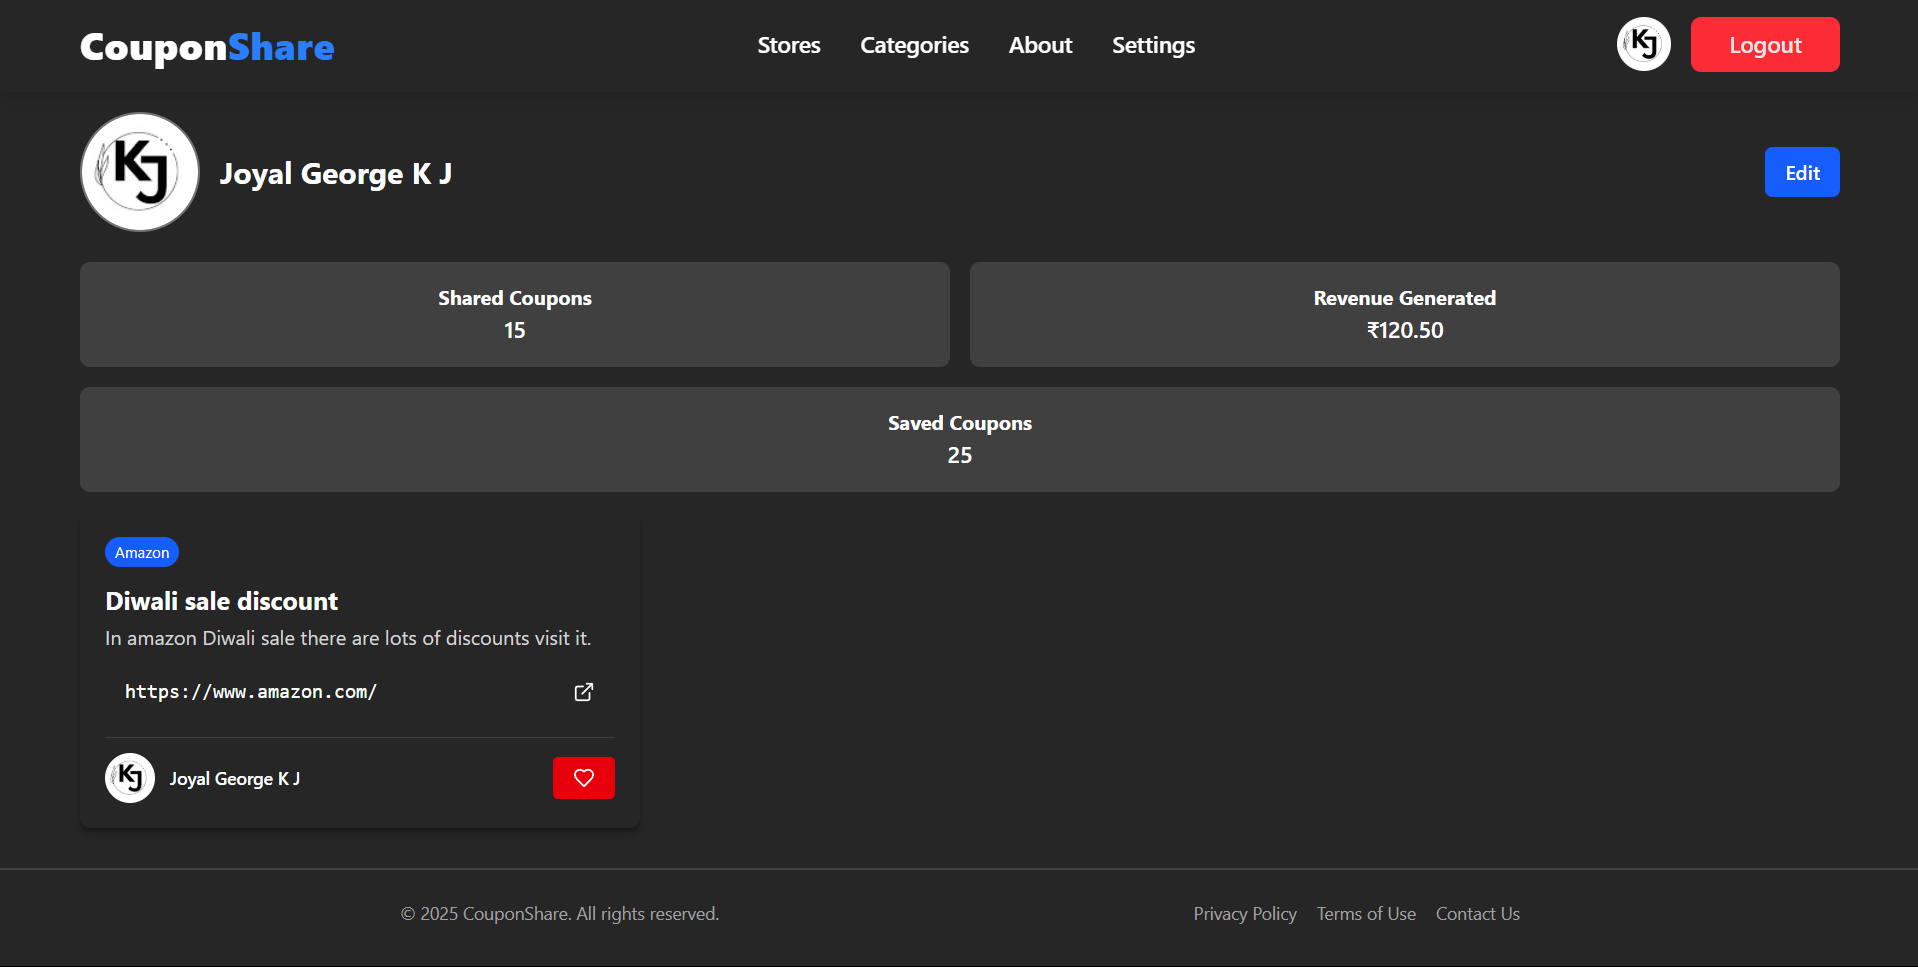 CouponShare
Stores Categories About Settings
KJ
Logout
KJ
Joyal George K J
Edit
Shared Coupons
15
Revenue Generated
₹120.50
Saved Coupons
25
Amazon
Diwali sale discount
In amazon Diwali sale there are lots of discounts visit it.
https://www.amazon.com/
KJ
Joyal George K J
© 2025 CouponShare. All rights reserved.
Privacy Policy Terms of Use Contact Us